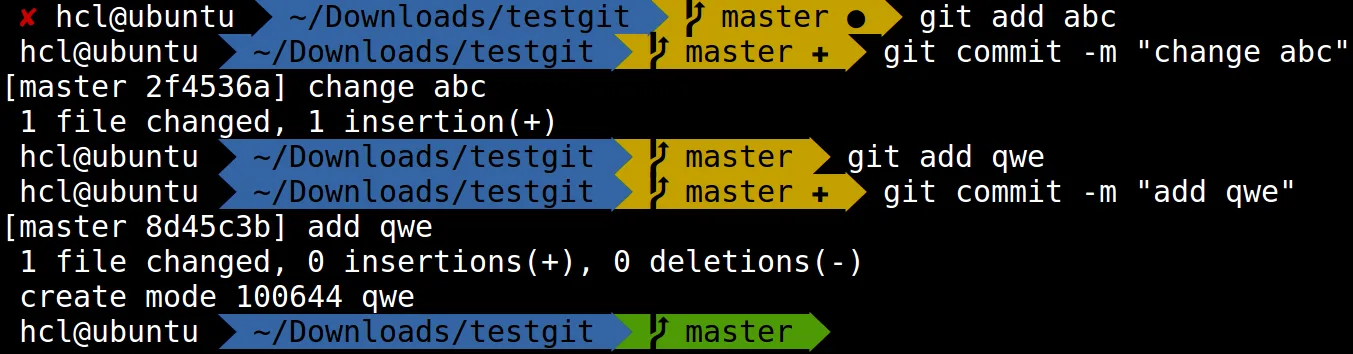 ✘ hcl@ubuntu ~/Downloads/testgit master ● git add abc
hcl@ubuntu ~/Downloads/testgit master ✚ git commit -m "change abc"
[master 2f4536a] change abc
1 file changed, 1 insertion(+)
hcl@ubuntu ~/Downloads/testgit master git add qwe
hcl@ubuntu ~/Downloads/testgit master ✚ git commit -m "add qwe"
[master 8d45c3b] add qwe
1 file changed, 0 insertions(+), 0 deletions(-)
create mode 100644 qwe
hcl@ubuntu ~/Downloads/testgit master